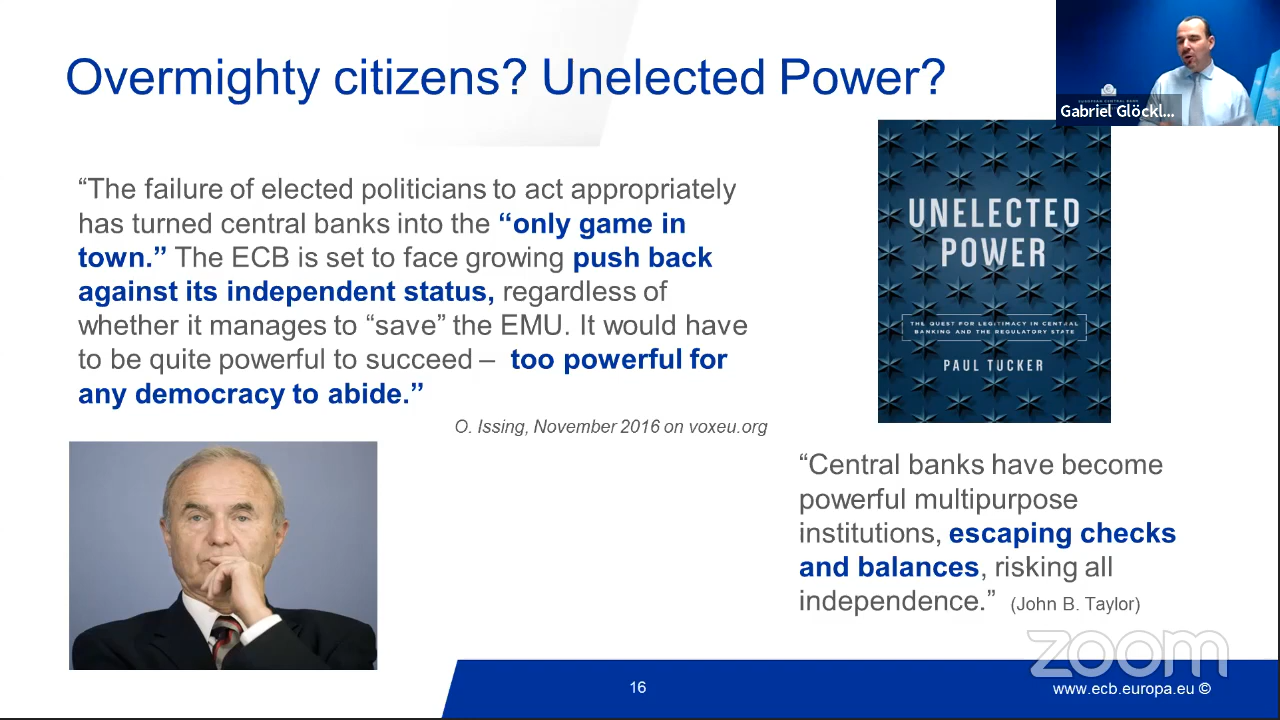 Overmighty citizens? Unelected Power?
EUROPEAN CENTRAL BANK
Gabriel Glöckl...
“The failure of elected politicians to act appropriately
has turned central banks into the “only game in
town.” The ECB is set to face growing push back
against its independent status, regardless of
whether it manages to “save” the EMU. It would have
to be quite powerful to succeed – too powerful for
any democracy to abide.”
O. Issing, November 2016 on voxeu.org
UNELECTED
POWER
THE QUEST FOR LEGITIMACY IN CENTRAL
BANKING AND THE REGULATORY STATE
PAUL TUCKER
“Central banks have become
powerful multipurpose
institutions, escaping checks
and balances, risking all
independence.” (John B. Taylor)
zoom
16
www.ecb.europa.eu ©